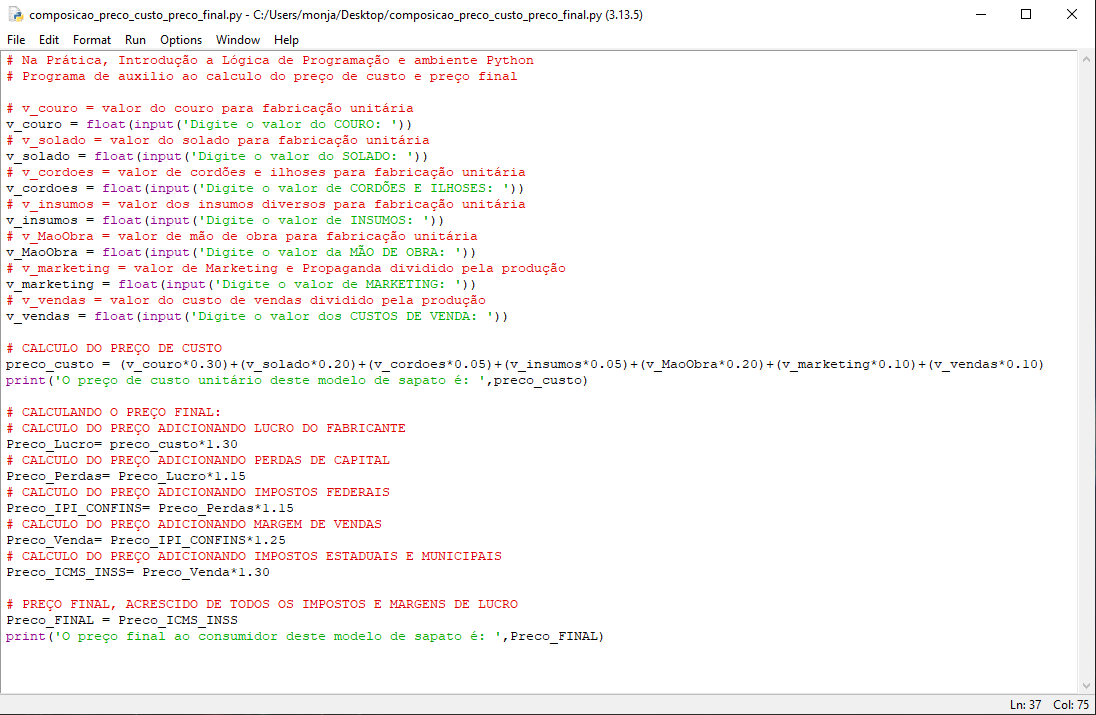 composicao_preco_custo_preco_final.py - C:/Users/monja/Desktop/composicao_preco_custo_preco_final.py (3.13.5)
File Edit Format Run Options Window Help
# Na Prática, Introdução a Lógica de Programação e ambiente Python
# Programa de auxilio ao calculo do preço de custo e preço final
# v_couro = valor do couro para fabricação unitária
v_couro = float(input('Digite o valor do COURO: '))
# v_solado = valor do solado para fabricação unitária
v_solado = float(input('Digite o valor do SOLADO: '))
# v_cordoes = valor de cordões e ilhoses para fabricação unitária
v_cordoes = float(input('Digite o valor de CORDÕES E ILHOSES: '))
# v_insumos = valor dos insumos diversos para fabricação unitária
v_insumos = float(input('Digite o valor de INSUMOS: '))
# v_MaoObra = valor de mão de obra para fabricação unitária
v_MaoObra = float(input('Digite o valor da MÃO DE OBRA: '))
# v_marketing = valor de Marketing e Propaganda dividido pela produção
v_marketing = float(input('Digite o valor de MARKETING: '))
# v_vendas = valor do custo de vendas dividido pela produção
v_vendas = float(input('Digite o valor dos CUSTOS DE VENDA: '))
# CALCULO DO PREÇO DE CUSTO
preco_custo = (v_couro*0.30)+(v_solado*0.20)+(v_cordoes*0.05)+(v_insumos*0.05)+(v_MaoObra*0.20)+(v_marketing*0.10)+(v_vendas*0.10)
print('O preço de custo unitário deste modelo de sapato é: ',preco_custo)
# CALCULANDO O PREÇO FINAL:
# CALCULO DO PREÇO ADICIONANDO LUCRO DO FABRICANTE
Preco_Lucro= preco_custo*1.30
# CALCULO DO PREÇO ADICIONANDO PERDAS DE CAPITAL
Preco_Perdas= Preco_Lucro*1.15
# CALCULO DO PREÇO ADICIONANDO IMPOSTOS FEDERAIS
Preco_IPI_CONFINS= Preco_Perdas*1.15
# CALCULO DO PREÇO ADICIONANDO MARGEM DE VENDAS
Preco_Venda= Preco_IPI_CONFINS*1.25
# CALCULO DO PREÇO ADICIONANDO IMPOSTOS ESTADUAIS E MUNICIPAIS
Preco_ICMS_INSS= Preco_Venda*1.30
# PREÇO FINAL, ACRESCIDO DE TODOS OS IMPOSTOS E MARGENS DE LUCRO
Preco_FINAL = Preco_ICMS_INSS
print('O preço final ao consumidor deste modelo de sapato é: ',Preco_FINAL)
Ln: 37 Col: 75